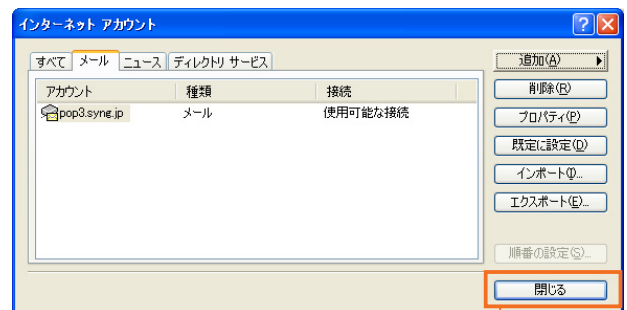 インターネット アカウント
すべて メール ニュース ディレクトリ サービス
アカウント 種類 接続
pop3.syne.jp メール 使用可能な接続
追加(A)
削除(R)
プロパティ(P)
既定に設定(D)
インポート(I)...
エクスポート(E)...
順番の設定(S)...
閉じる